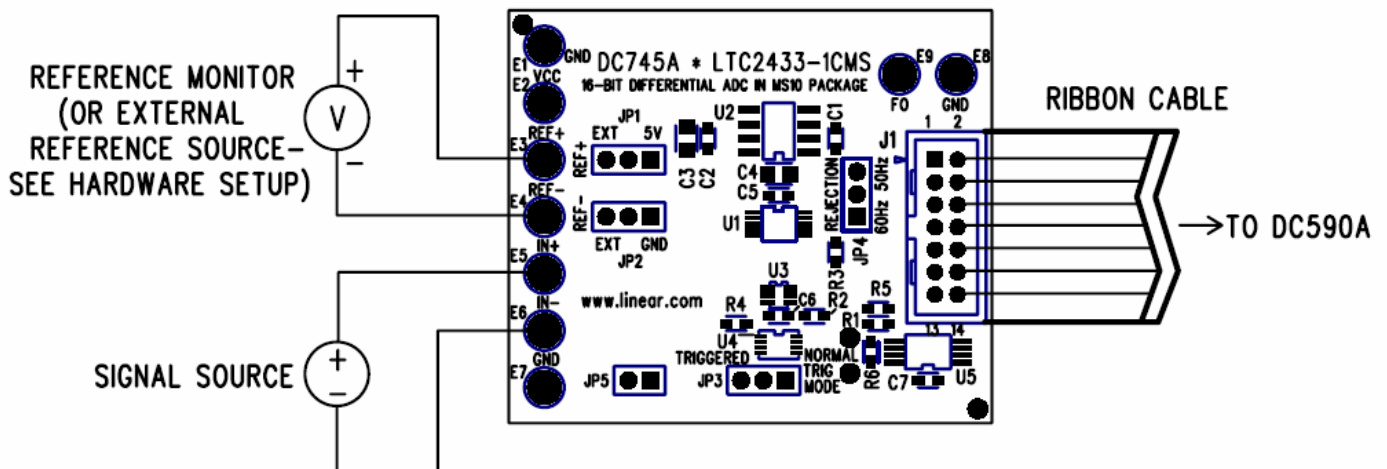 REFERENCE MONITOR
(OR EXTERNAL
REFERENCE SOURCE-
SEE HARDWARE SETUP)
+
V
-
SIGNAL SOURCE
+
-
E1
GND
E2
VCC
E3
REF+
E4
REF-
E5
IN+
E6
IN-
E7
GND
DC745A * LTC2433-1CMS
16-BIT DIFFERENTIAL ADC IN MS10 PACKAGE
JP1
EXT 5V
REF+
REF-
EXT GND
JP2
C3
C2
U2
C1
C4
C5
U1
REJECTION
60Hz 50Hz
JP4
R3
U3
www.linear.com
C6
R2
R4
U4
R5
R1
TRIGGERED
NORMAL
TRIG
MODE
JP5
JP3
R6
C7
U5
E9
E8
FO
GND
J1
1 2
13 14
RIBBON CABLE
TO DC590A